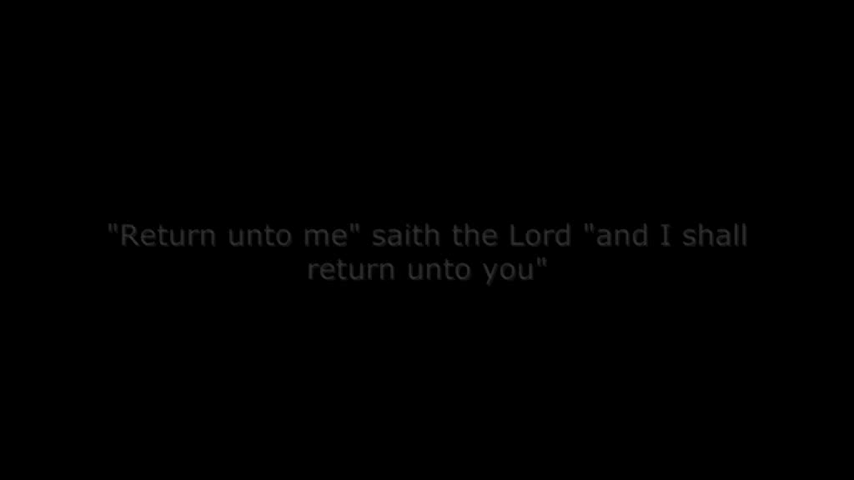 "Return unto me" saith the Lord "and I shall
return unto you"